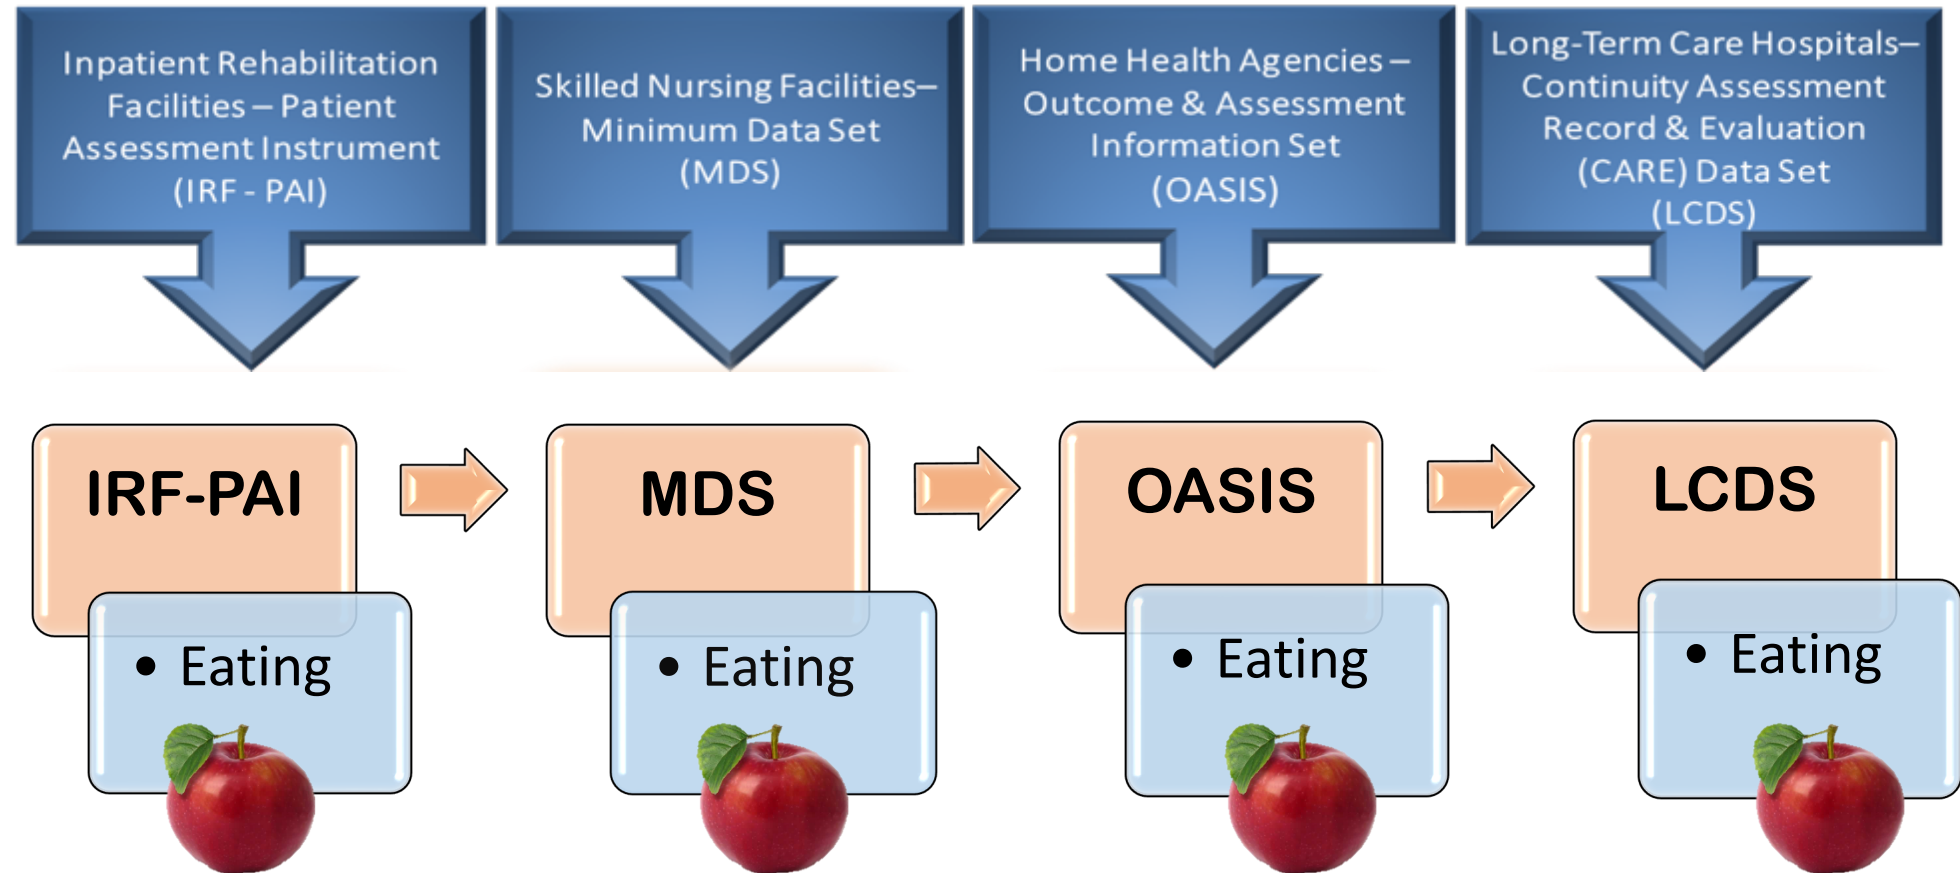 Inpatient Rehabilitation
Facilities – Patient
Assessment Instrument
(IRF - PAI)
Skilled Nursing Facilities–
Minimum Data Set
(MDS)
Home Health Agencies –
Outcome & Assessment
Information Set
(OASIS)
Long-Term Care Hospitals–
Continuity Assessment
Record & Evaluation
(CARE) Data Set
(LCDS)
IRF-PAI
MDS
OASIS
LCDS
• Eating
• Eating
• Eating
• Eating